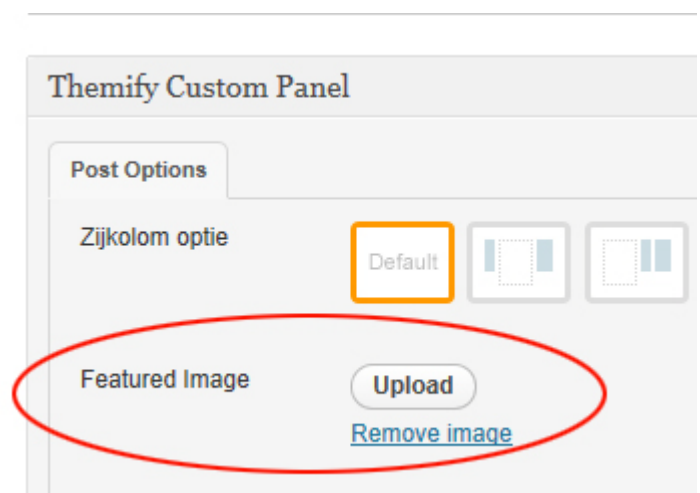 Themify Custom Panel
Post Options
Zijkolom optie
Default
Featured Image
Upload
Remove image